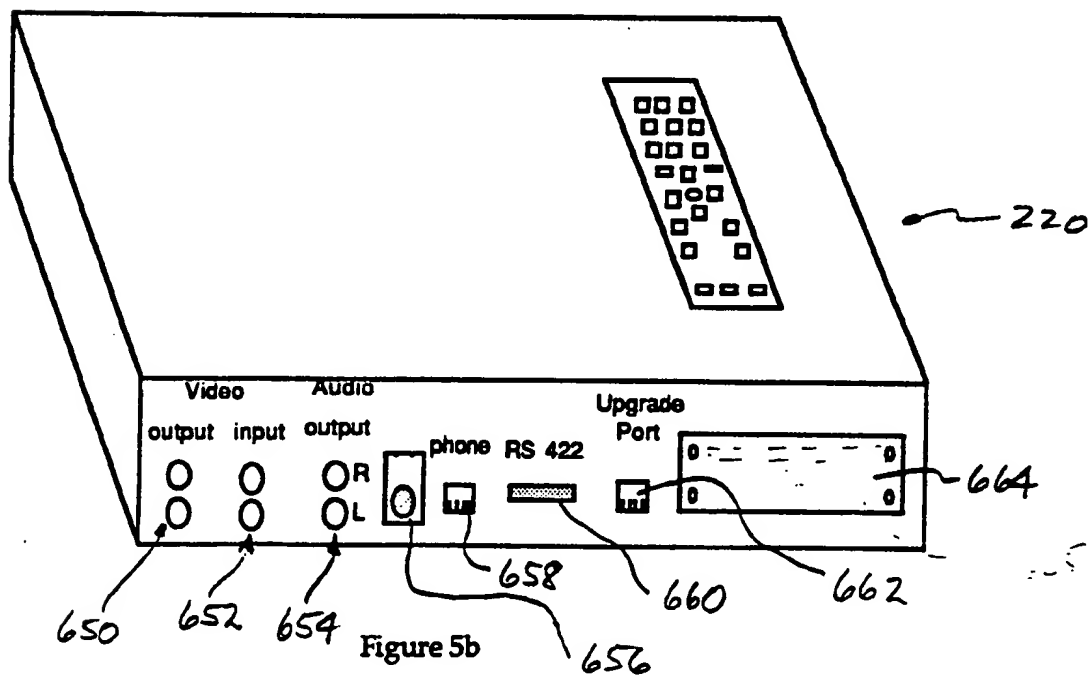 220
Video Audio
output input output
Upgrade
Port
phone RS 422
R
L
664
658
660
662
650
652
654
656
Figure 5b